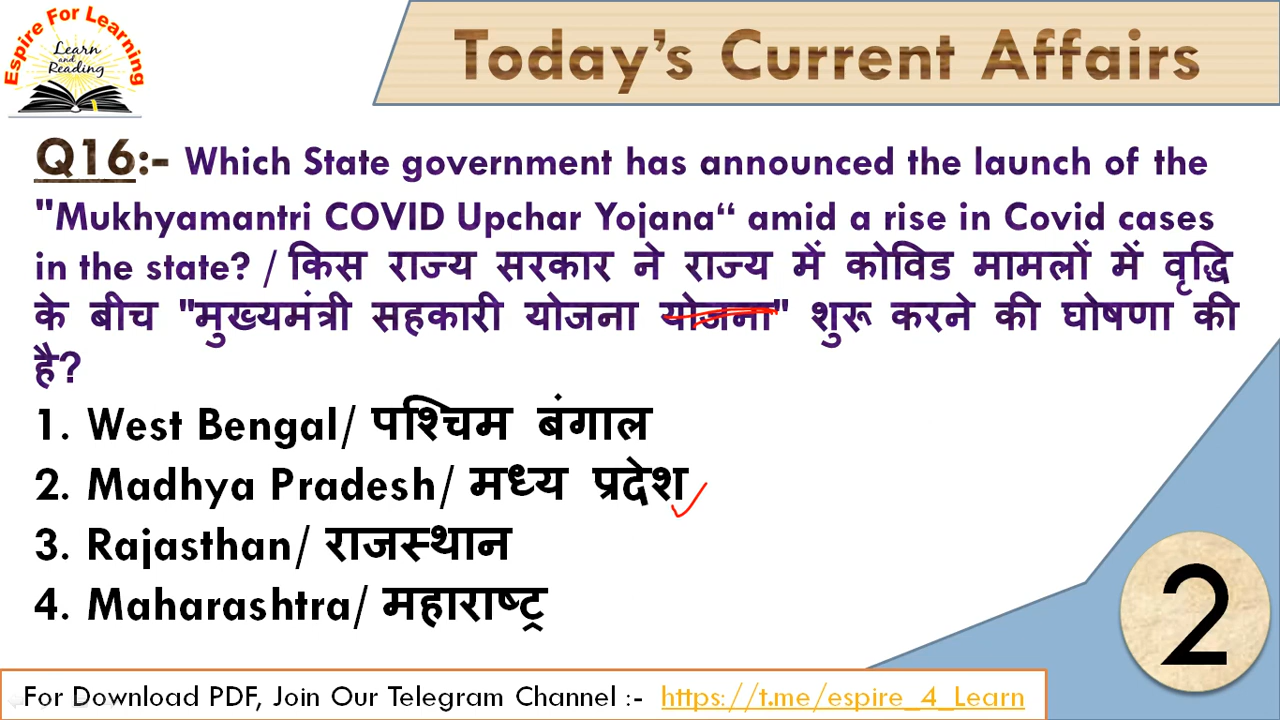 Espire For Learning
Learn
and
Reading
Today's Current Affairs
Q16:- Which State government has announced the launch of the
"Mukhyamantri COVID Upchar Yojana“ amid a rise in Covid cases
in the state? / किस राज्य सरकार ने राज्य में कोविड मामलों में वृद्धि
के बीच "मुख्यमंत्री सहकारी योजना योजना" शुरू करने की घोषणा की
है?
1. West Bengal/ पश्चिम बंगाल
2. Madhya Pradesh/ मध्य प्रदेश
3. Rajasthan/ राजस्थान
4. Maharashtra/ महाराष्ट्र
2
For Download PDF, Join Our Telegram Channel :- https://t.me/espire_4_Learn